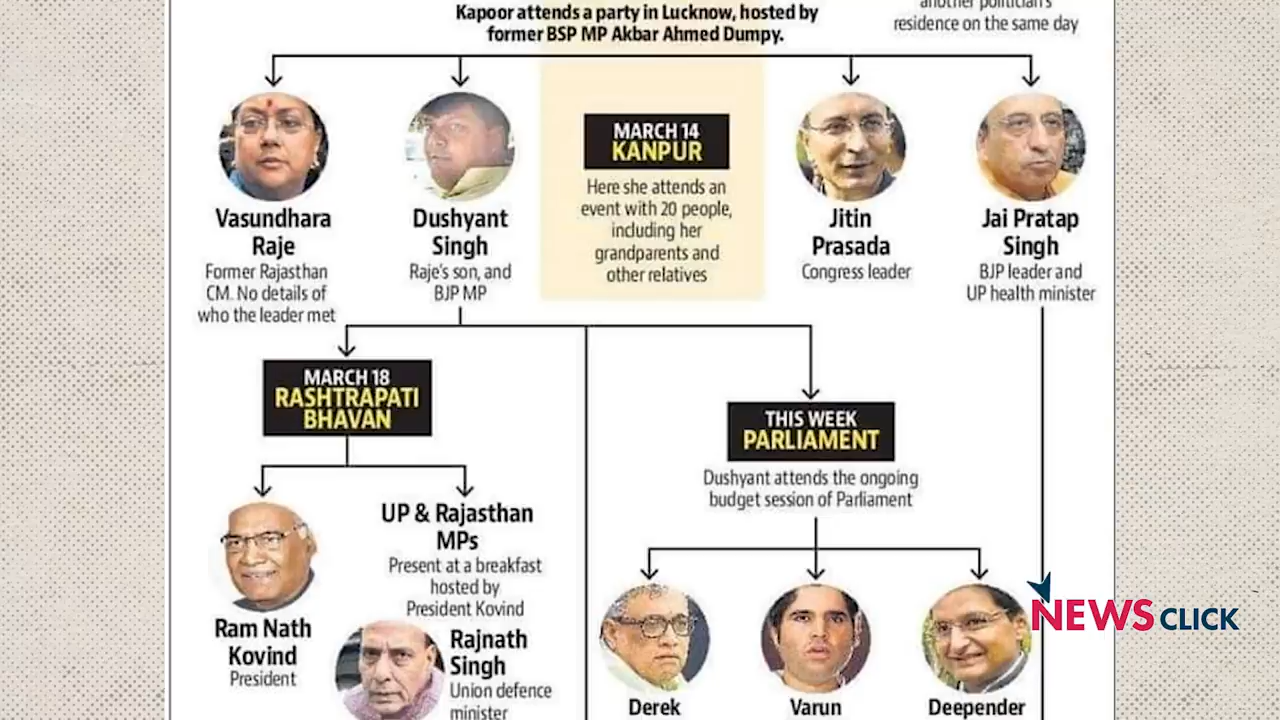 another politician's
residence on the same day
Kapoor attends a party in Lucknow, hosted by
former BSP MP Akbar Ahmed Dumpy.
Vasundhara
Raje
Former Rajasthan
CM. No details of
who the leader met
Dushyant
Singh
Raje's son, and
BJP MP
MARCH 14
KANPUR
Here she attends an
event with 20 people,
including her
grandparents and
other relatives
Jitin
Prasada
Congress leader
Jai Pratap
Singh
BJP leader and
UP health minister
MARCH 18
RASHTRAPATI
BHAVAN
THIS WEEK
PARLIAMENT
Dushyant attends the ongoing
budget session of Parliament
Ram Nath
Kovind
President
UP & Rajasthan
MPs
Present at a breakfast
hosted by
President Kovind
Rajnath
Singh
Union defence
minister
Derek
Varun
Deepender
NEWSCLICK